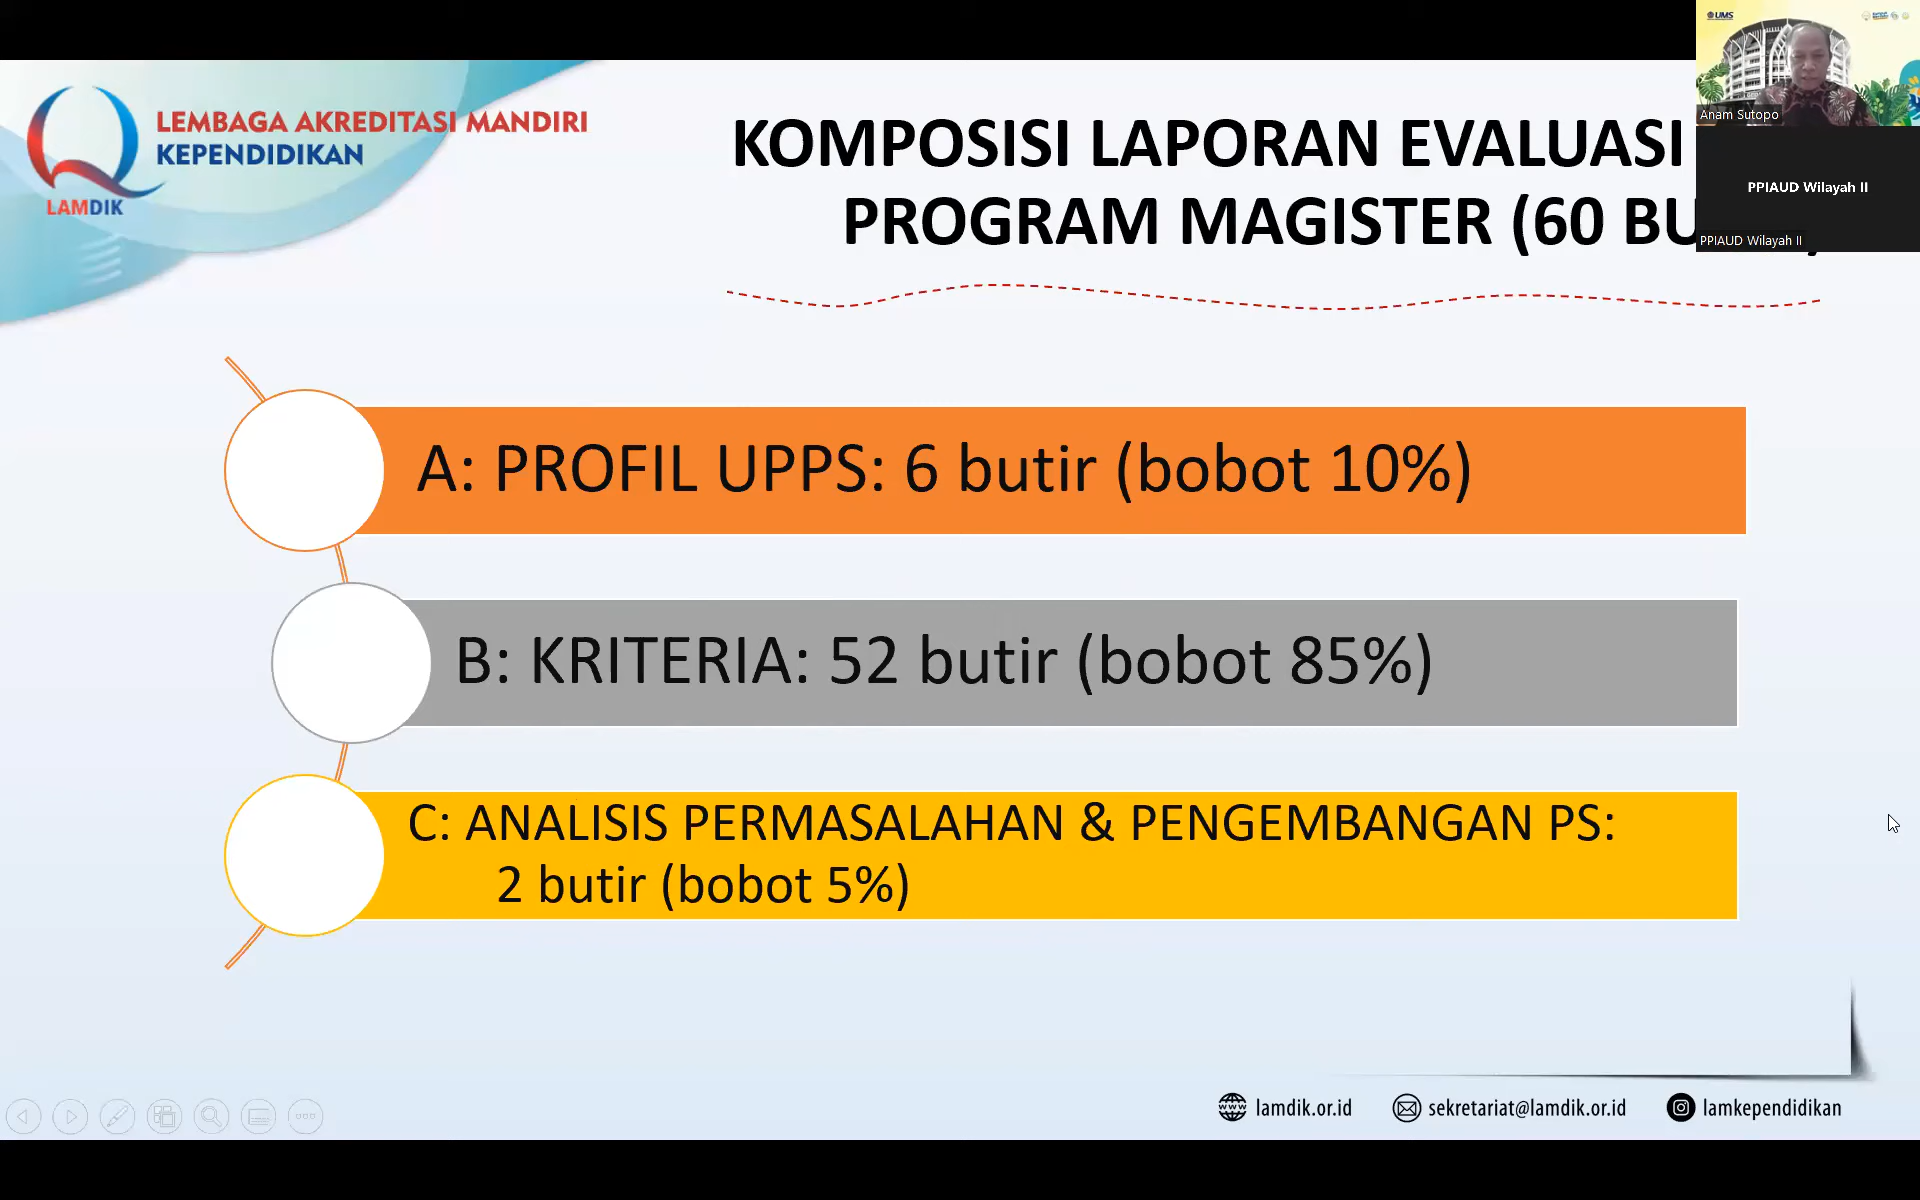 UMS
Anam Sutopo
PPIAUD Wilayah II
PPIAUD Wilayah II
LEMBAGA AKREDITASI MANDIRI
KEPENDIDIKAN
LAMDIK
KOMPOSISI LAPORAN EVALUASI
PROGRAM MAGISTER (60
A: PROFIL UPPS: 6 butir (bobot 10%)
B: KRITERIA: 52 butir (bobot 85%)
C: ANALISIS PERMASALAHAN & PENGEMBANGAN PS:
2 butir (bobot 5%)
www
lamdik.or.id
sekretariat@lamdik.or.id
lamkependidikan